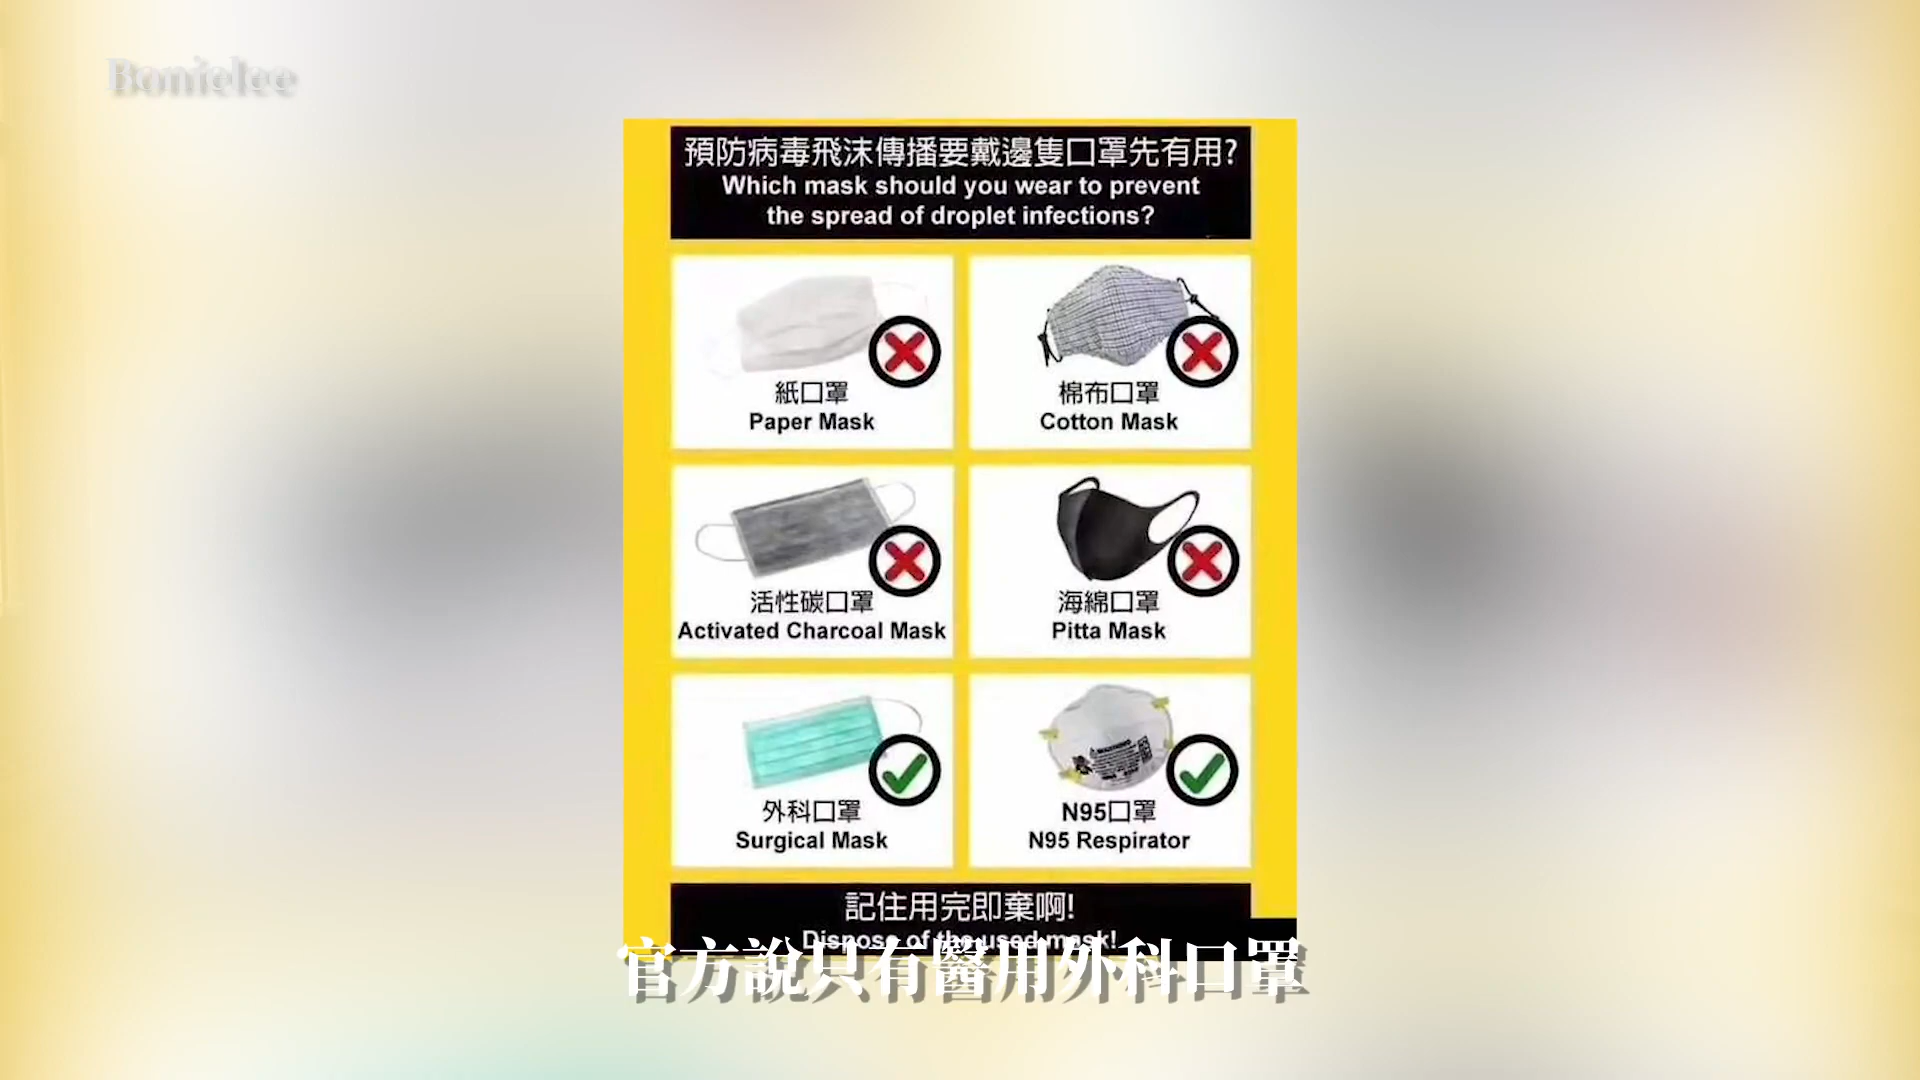 Bonielee
預防病毒飛沫傳播要戴邊隻口罩先有用?
Which mask should you wear to prevent
the spread of droplet infections?
紙口罩
Paper Mask
棉布口罩
Cotton Mask
活性碳口罩
Activated Charcoal Mask
海綿口罩
Pitta Mask
外科口罩
Surgical Mask
N95口罩
N95 Respirator
記住用完即棄啊!
Dispose of the used mask!
官方說只有醫用外科口罩